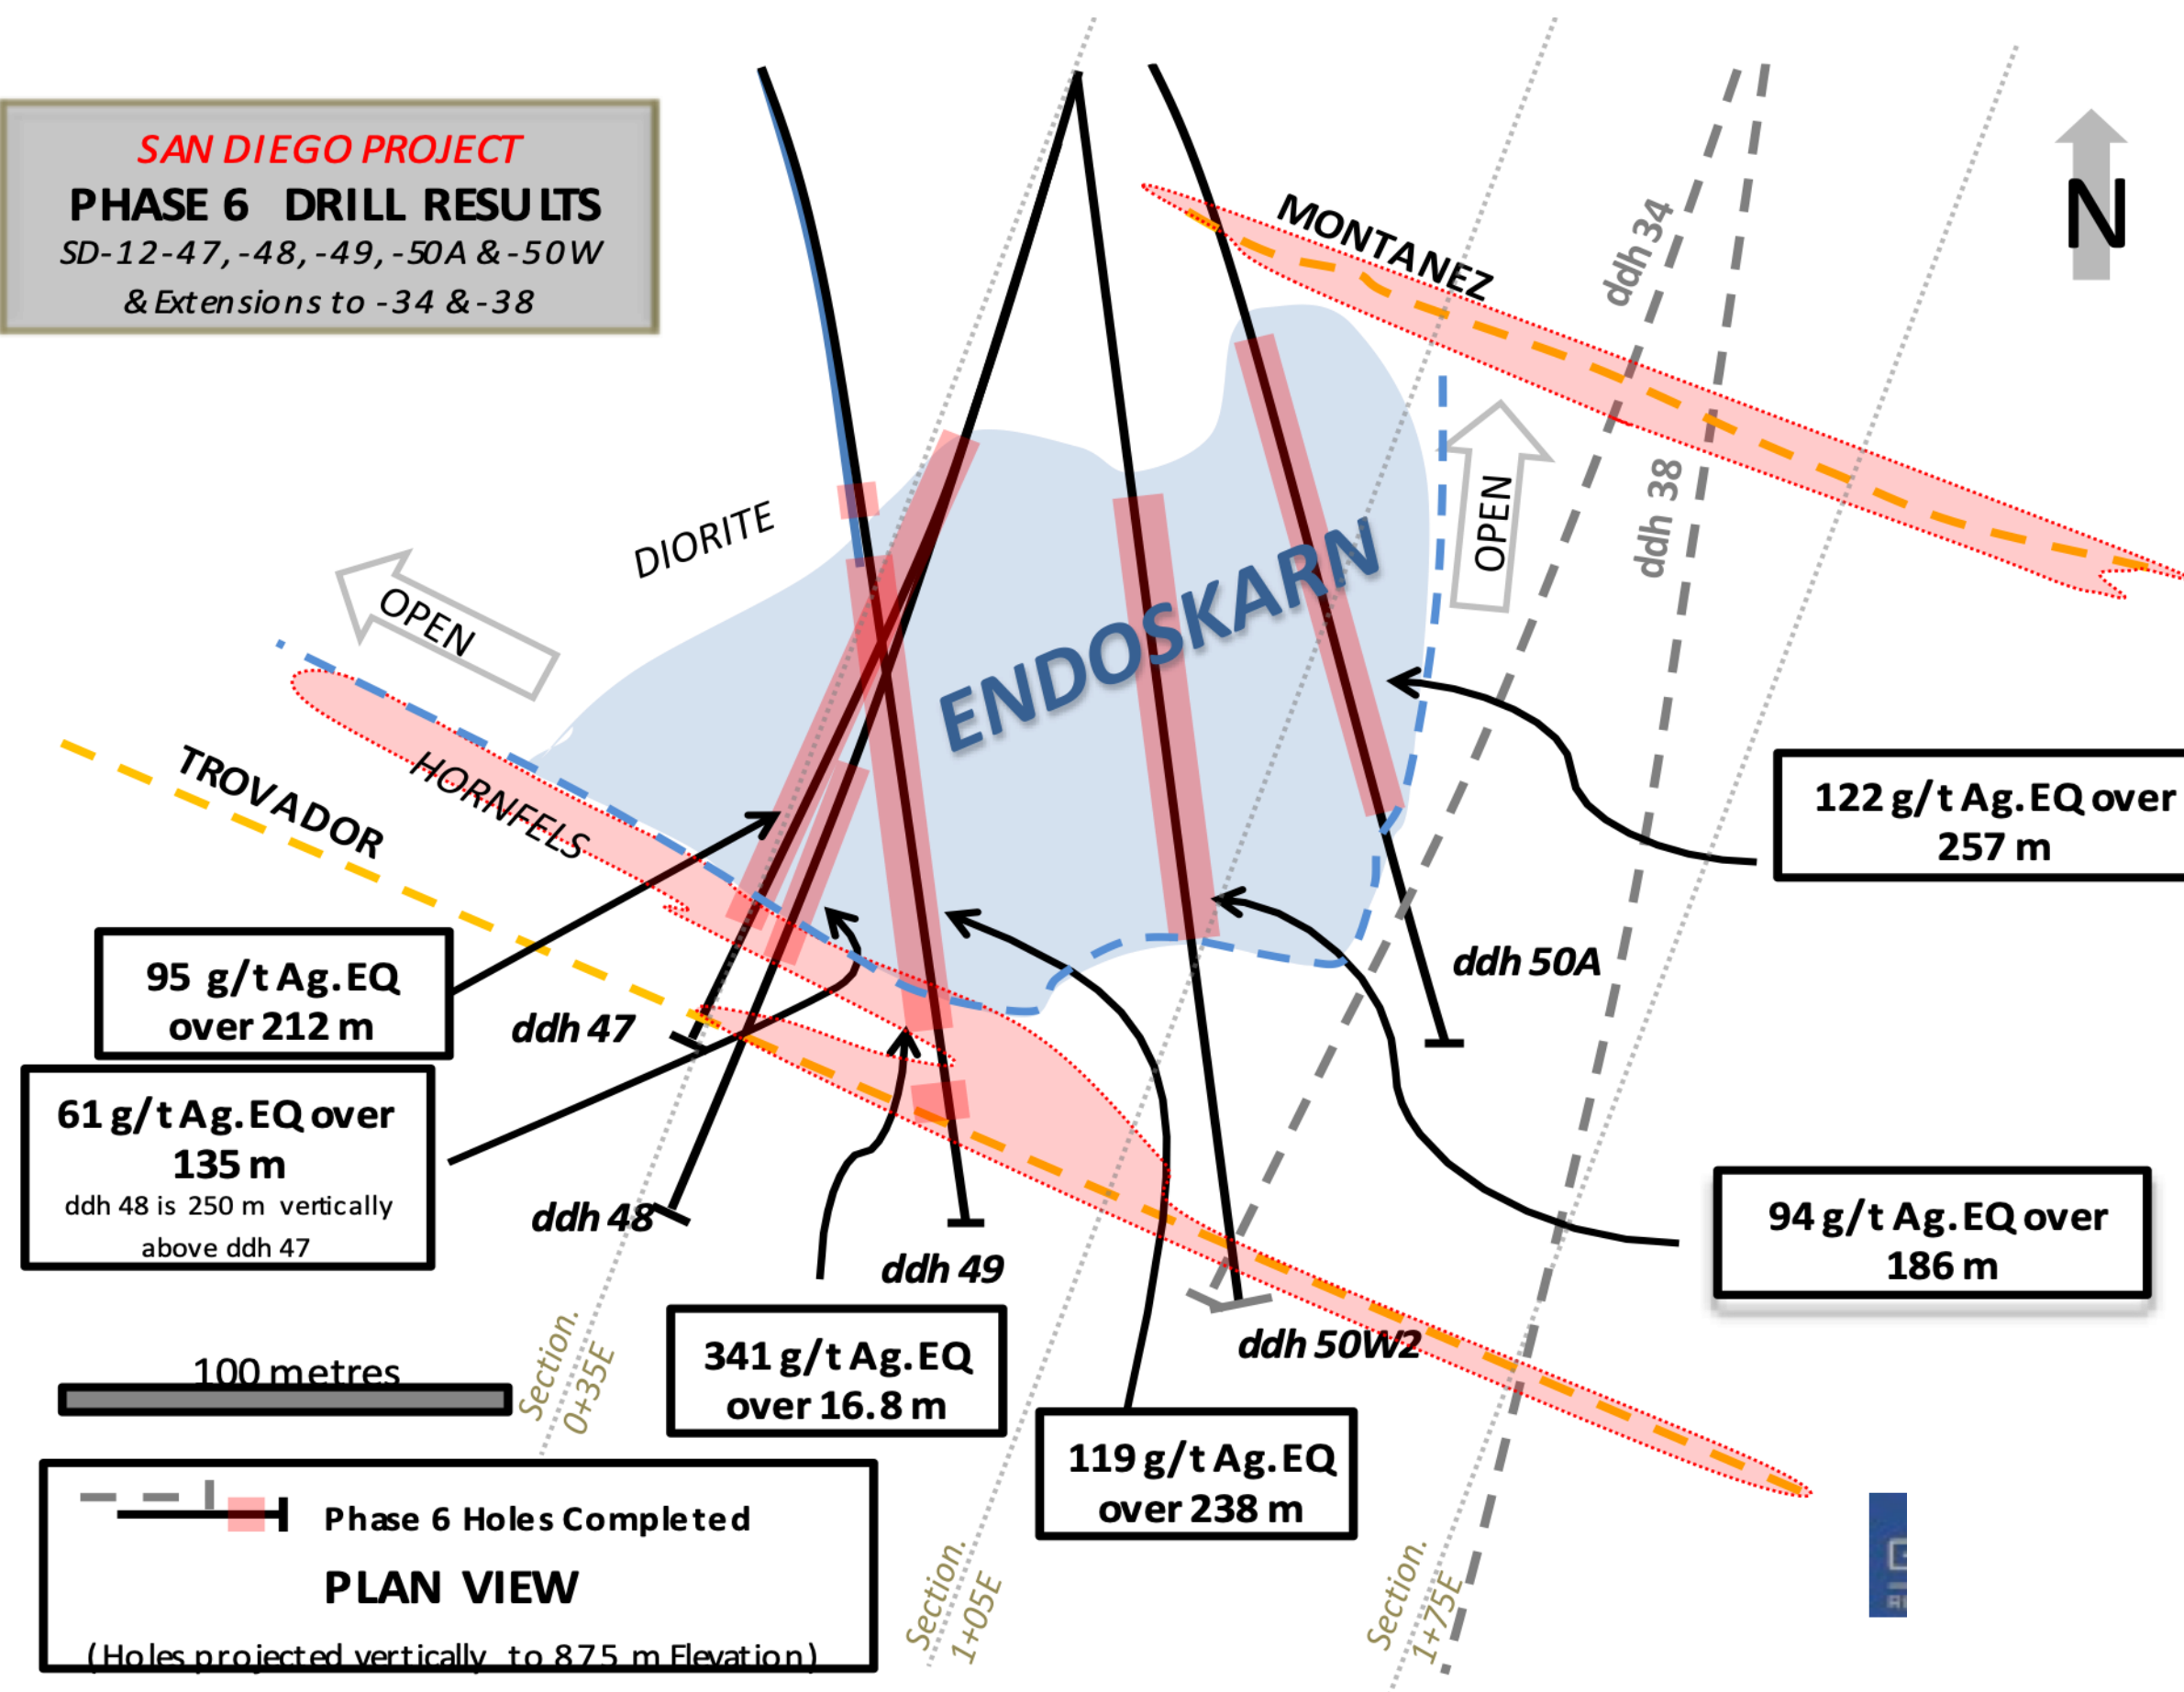 SAN DIEGO PROJECT
PHASE 6 DRILL RESULTS
SD-12-47, -48, -49, -50A & -50W
& Extensions to -34 & -38
N
MONTANEZ
ddh 34
ddh 38
OPEN
DIORITE
OPEN
ENDOSKARN
TROVADOR
HORNFELS
122 g/t Ag.EQ over
257 m
95 g/t Ag.EQ
over 212 m
ddh 47
ddh 50A
61 g/t Ag.EQ over
135 m
ddh 48 is 250 m vertically
above ddh 47
ddh 48
ddh 49
94 g/t Ag.EQ over
186 m
ddh 50W2
341 g/t Ag.EQ
over 16.8 m
119 g/t Ag.EQ
over 238 m
100 metres
Section.
0+35E
Section.
1+05E
Section.
1+75E
Phase 6 Holes Completed
PLAN VIEW
(Holes projected vertically to 875 m Elevation)